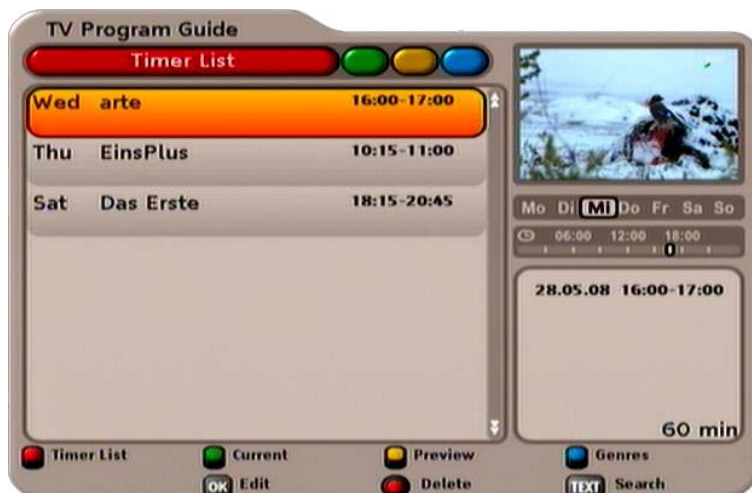 TV Program Guide
Timer List
Wed arte 16:00-17:00
Thu EinsPlus 10:15-11:00
Sat Das Erste 18:15-20:45
Mo Di Mi Do Fr Sa So
06:00 12:00 18:00
28.05.08 16:00-17:00
60 min
Timer List Current Preview Genres
OK Edit Delete TEXT Search